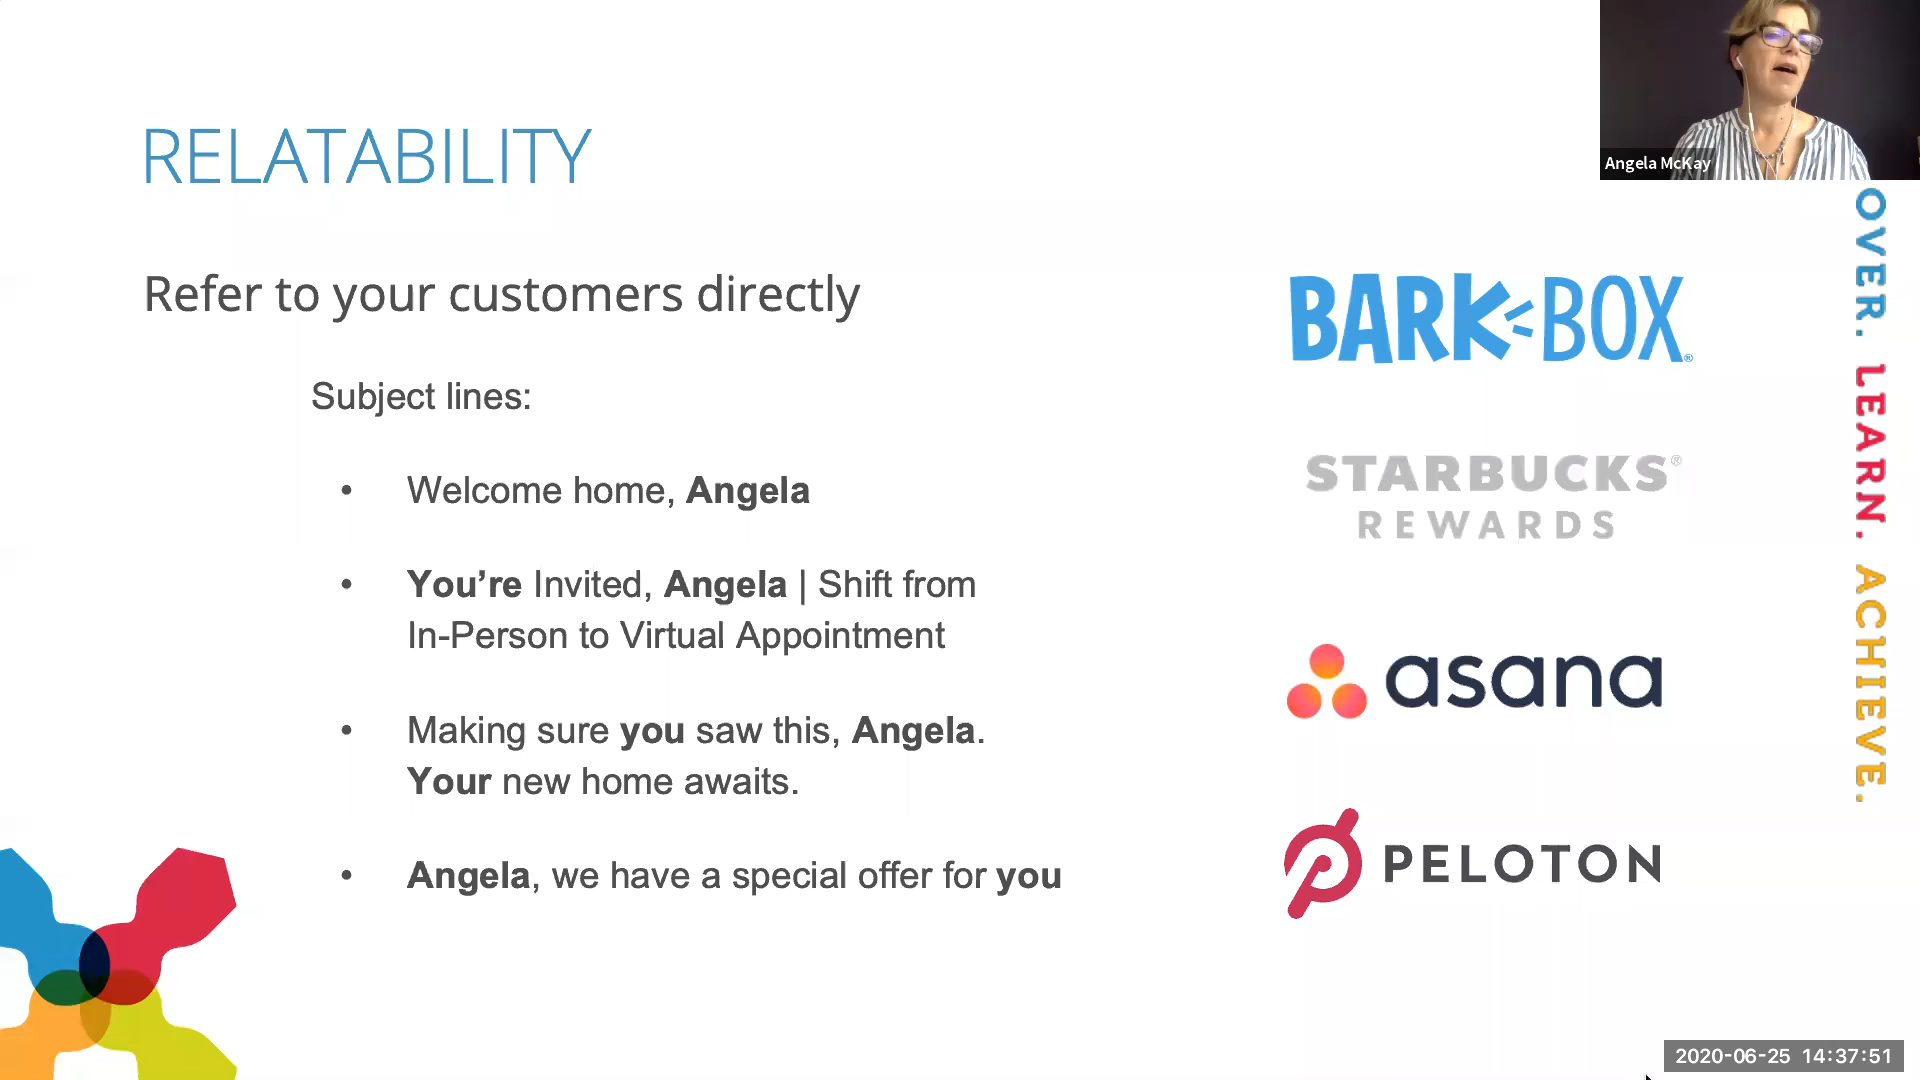 RELATABILITY
Refer to your customers directly
Subject lines:
• Welcome home, Angela
• You’re Invited, Angela | Shift from
In-Person to Virtual Appointment
• Making sure you saw this, Angela.
Your new home awaits.
• Angela, we have a special offer for you
BARK BOX®
STARBUCKS®
REWARDS
asana
PELOTON
Angela McKay
OVER. LEARN. ACHIEVE.
2020-06-25 14:37:51